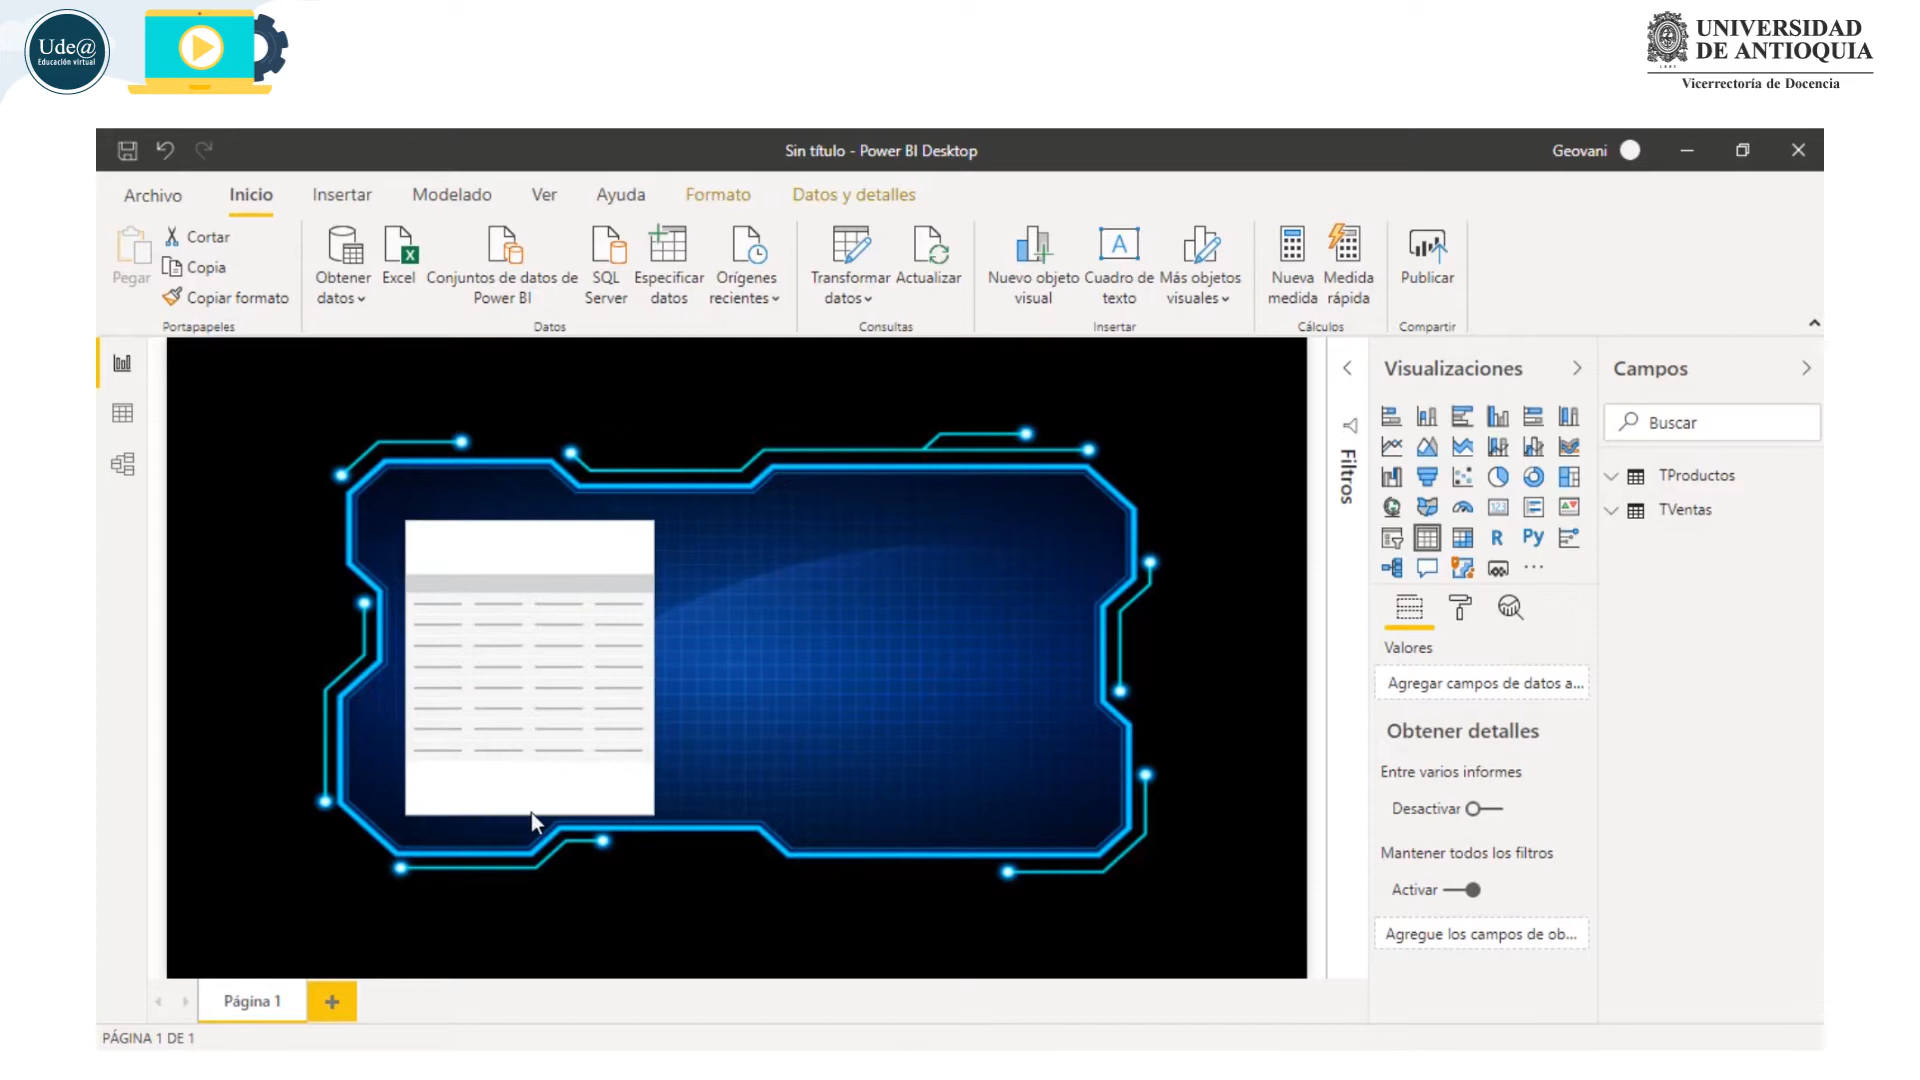 Ude@
Educación virtual
UNIVERSIDAD
DE ANTIOQUIA
1803
Vicerrectoría de Docencia
Sin título - Power BI Desktop
Geovani
Archivo
Inicio
Insertar
Modelado
Ver
Ayuda
Formato
Datos y detalles
Pegar
Cortar
Copia
Copiar formato
Portapapeles
Obtener
datos
Excel
Conjuntos de datos de
Power BI
SQL
Server
Especificar
datos
Orígenes
recientes
Datos
Transformar
datos
Actualizar
Consultas
Nuevo objeto
visual
Cuadro de
texto
Más objetos
visuales
Insertar
Nueva
medida
Medida
rápida
Cálculos
Publicar
Compartir
Filtros
Visualizaciones
123
R
Py
Valores
Agregar campos de datos a...
Obtener detalles
Entre varios informes
Desactivar
Mantener todos los filtros
Activar
Agregue los campos de ob...
Campos
Buscar
TProductos
TVentas
Página 1
PÁGINA 1 DE 1